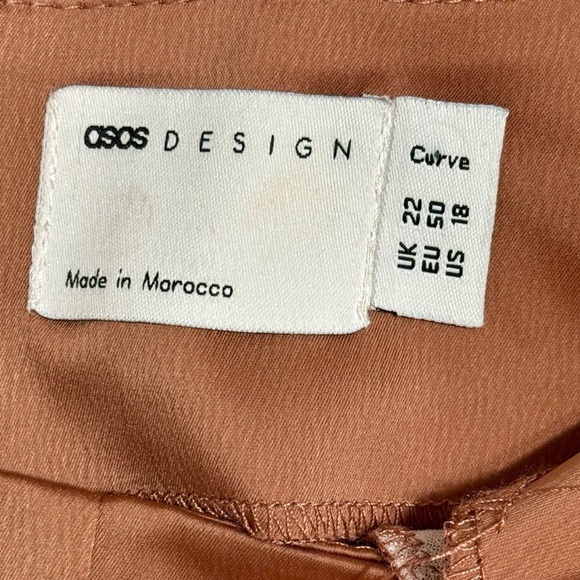 asos DESIGN
Made in Morocco
Curve
UK 22
EU 50
US 18